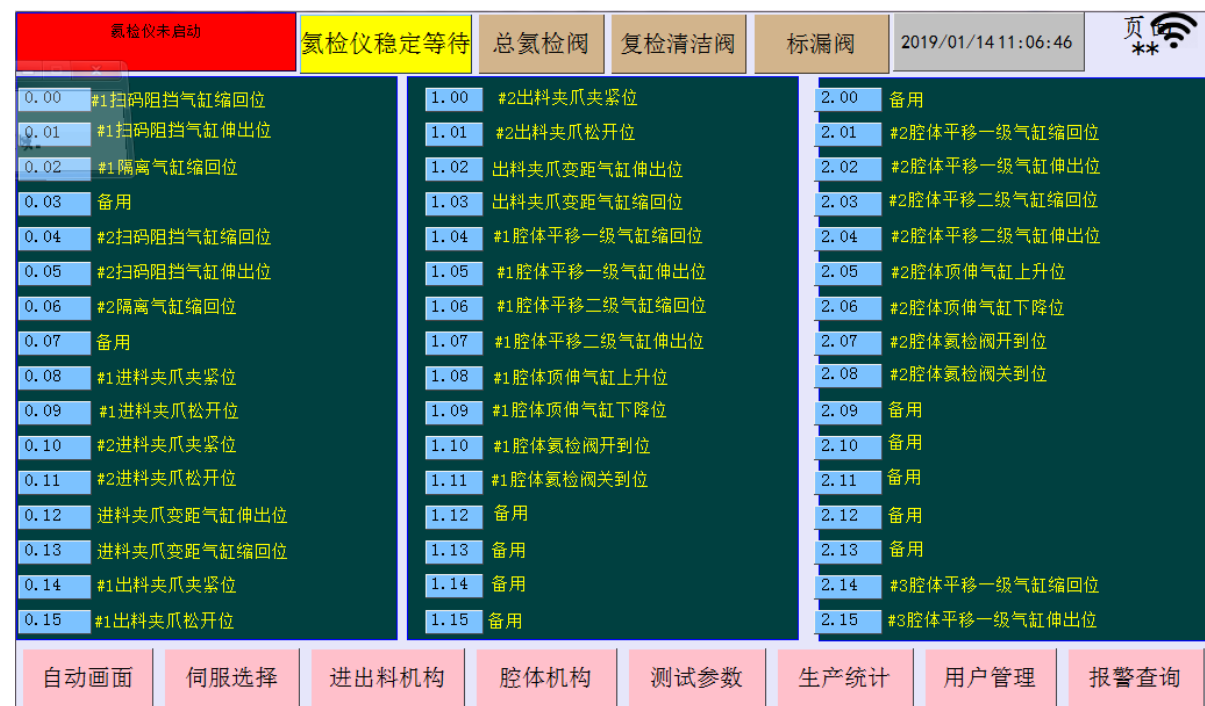 氦检仪未启动
氦检仪稳定等待
总氦检阀
复检清洁阀
标漏阀
2019/01/14 11:06:46
**
0.00 #1扫码阻挡气缸缩回位
0.01 #1扫码阻挡气缸伸出位
0.02 #1隔离气缸缩回位
0.03 备用
0.04 #2扫码阻挡气缸缩回位
0.05 #2扫码阻挡气缸伸出位
0.06 #2隔离气缸缩回位
0.07 备用
0.08 #1进料夹爪夹紧位
0.09 #1进料夹爪松开位
0.10 #2进料夹爪夹紧位
0.11 #2进料夹爪松开位
0.12 进料夹爪变距气缸伸出位
0.13 进料夹爪变距气缸缩回位
0.14 #1出料夹爪夹紧位
0.15 #1出料夹爪松开位
1.00 #2出料夹爪夹紧位
1.01 #2出料夹爪松开位
1.02 出料夹爪变距气缸伸出位
1.03 出料夹爪变距气缸缩回位
1.04 #1腔体平移一级气缸缩回位
1.05 #1腔体平移一级气缸伸出位
1.06 #1腔体平移二级气缸缩回位
1.07 #1腔体平移二级气缸伸出位
1.08 #1腔体顶伸气缸上升位
1.09 #1腔体顶伸气缸下降位
1.10 #1腔体氦检阀开到位
1.11 #1腔体氦检阀关到位
1.12 备用
1.13 备用
1.14 备用
1.15 备用
2.00 备用
2.01 #2腔体平移一级气缸缩回位
2.02 #2腔体平移一级气缸伸出位
2.03 #2腔体平移二级气缸缩回位
2.04 #2腔体平移二级气缸伸出位
2.05 #2腔体顶伸气缸上升位
2.06 #2腔体顶伸气缸下降位
2.07 #2腔体氦检阀开到位
2.08 #2腔体氦检阀关到位
2.09 备用
2.10 备用
2.11 备用
2.12 备用
2.13 备用
2.14 #3腔体平移一级气缸缩回位
2.15 #3腔体平移一级气缸伸出位
自动画面
伺服选择
进出料机构
腔体机构
测试参数
生产统计
用户管理
报警查询